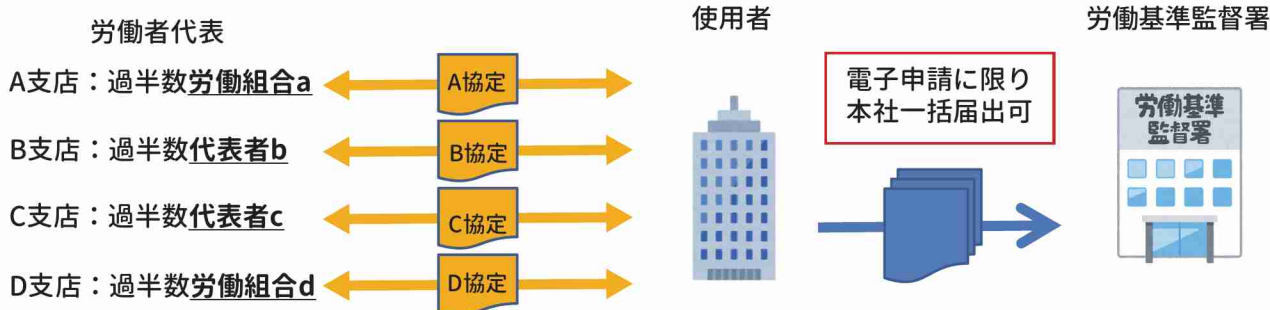 労働者代表
使用者
労働基準監督署
A支店：過半数労働組合a
A協定
B支店：過半数代表者b
B協定
C支店：過半数代表者c
C協定
D支店：過半数労働組合d
D協定
電子申請に限り
本社一括届出可
労働基準
監督署